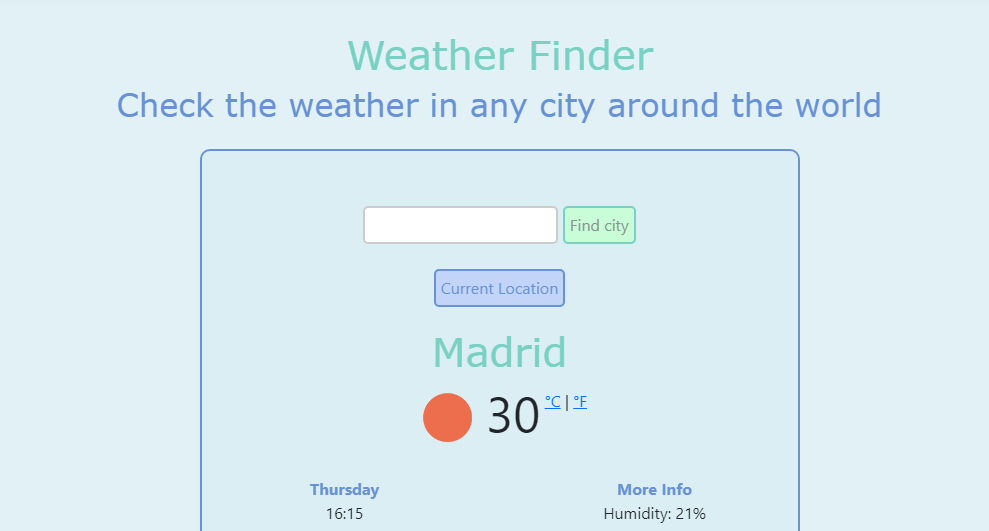 Weather Finder
Check the weather in any city around the world
Find city
Current Location
Madrid
30 °C | °F
Thursday More Info
16:15 Humidity: 21%